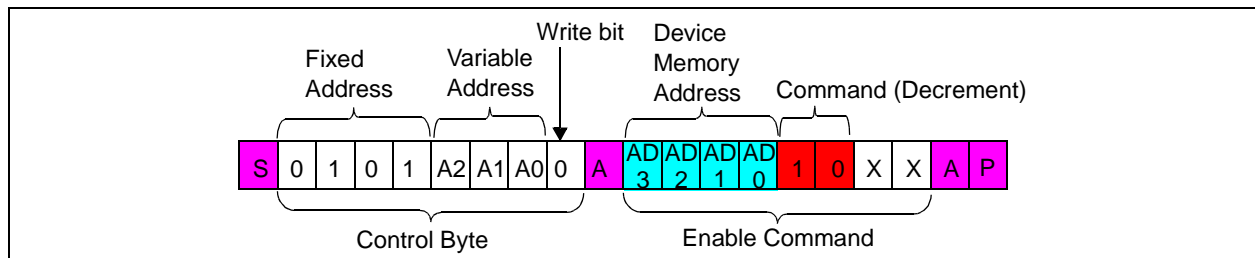 Write bit
Fixed
Address
Variable
Address
Device
Memory
Address
Command (Decrement)
S 0 1 0 1 A2 A1 A0 0 A AD3 AD2 AD1 AD0 1 0 X X A P
Control Byte
Enable Command